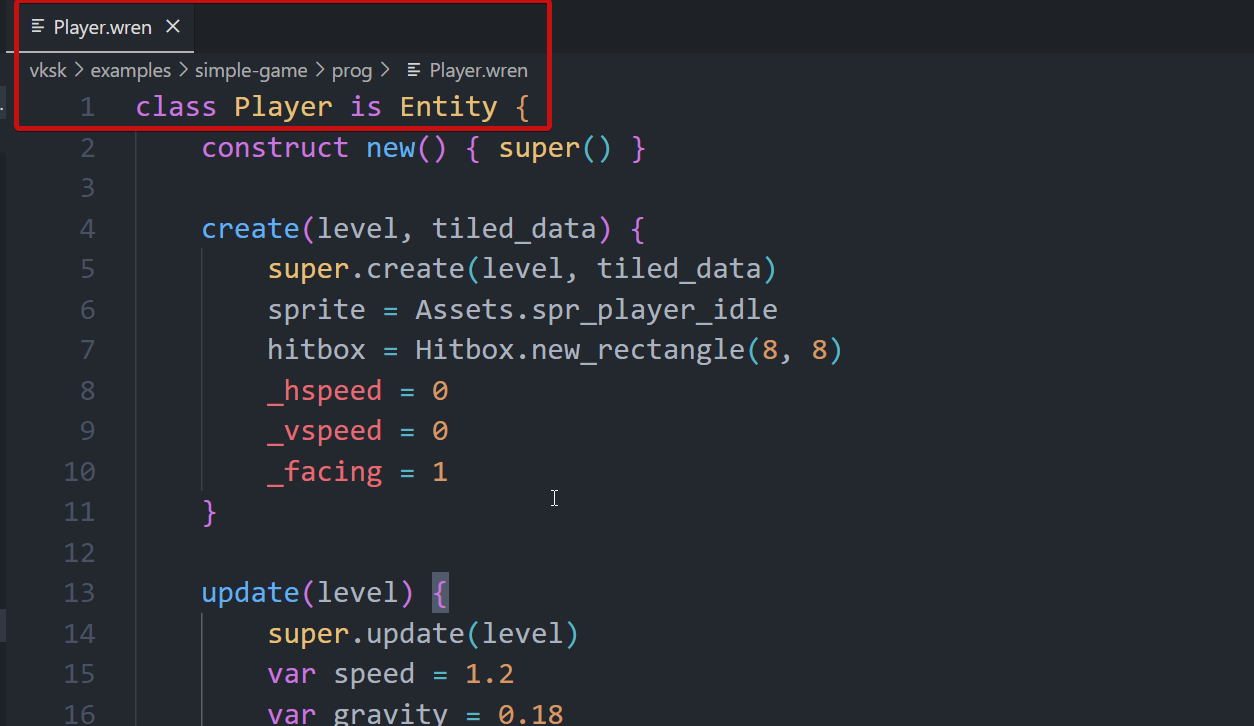 Player.wren
vksk > examples > simple-game > prog > Player.wren
1 class Player is Entity {
2 construct new() { super() }
3
4 create(level, tiled_data) {
5 super.create(level, tiled_data)
6 sprite = Assets.spr_player_idle
7 hitbox = Hitbox.new_rectangle(8, 8)
8 _hspeed = 0
9 _vspeed = 0
10 _facing = 1
11 }
12
13 update(level) {
14 super.update(level)
15 var speed = 1.2
16 var gravity = 0.18